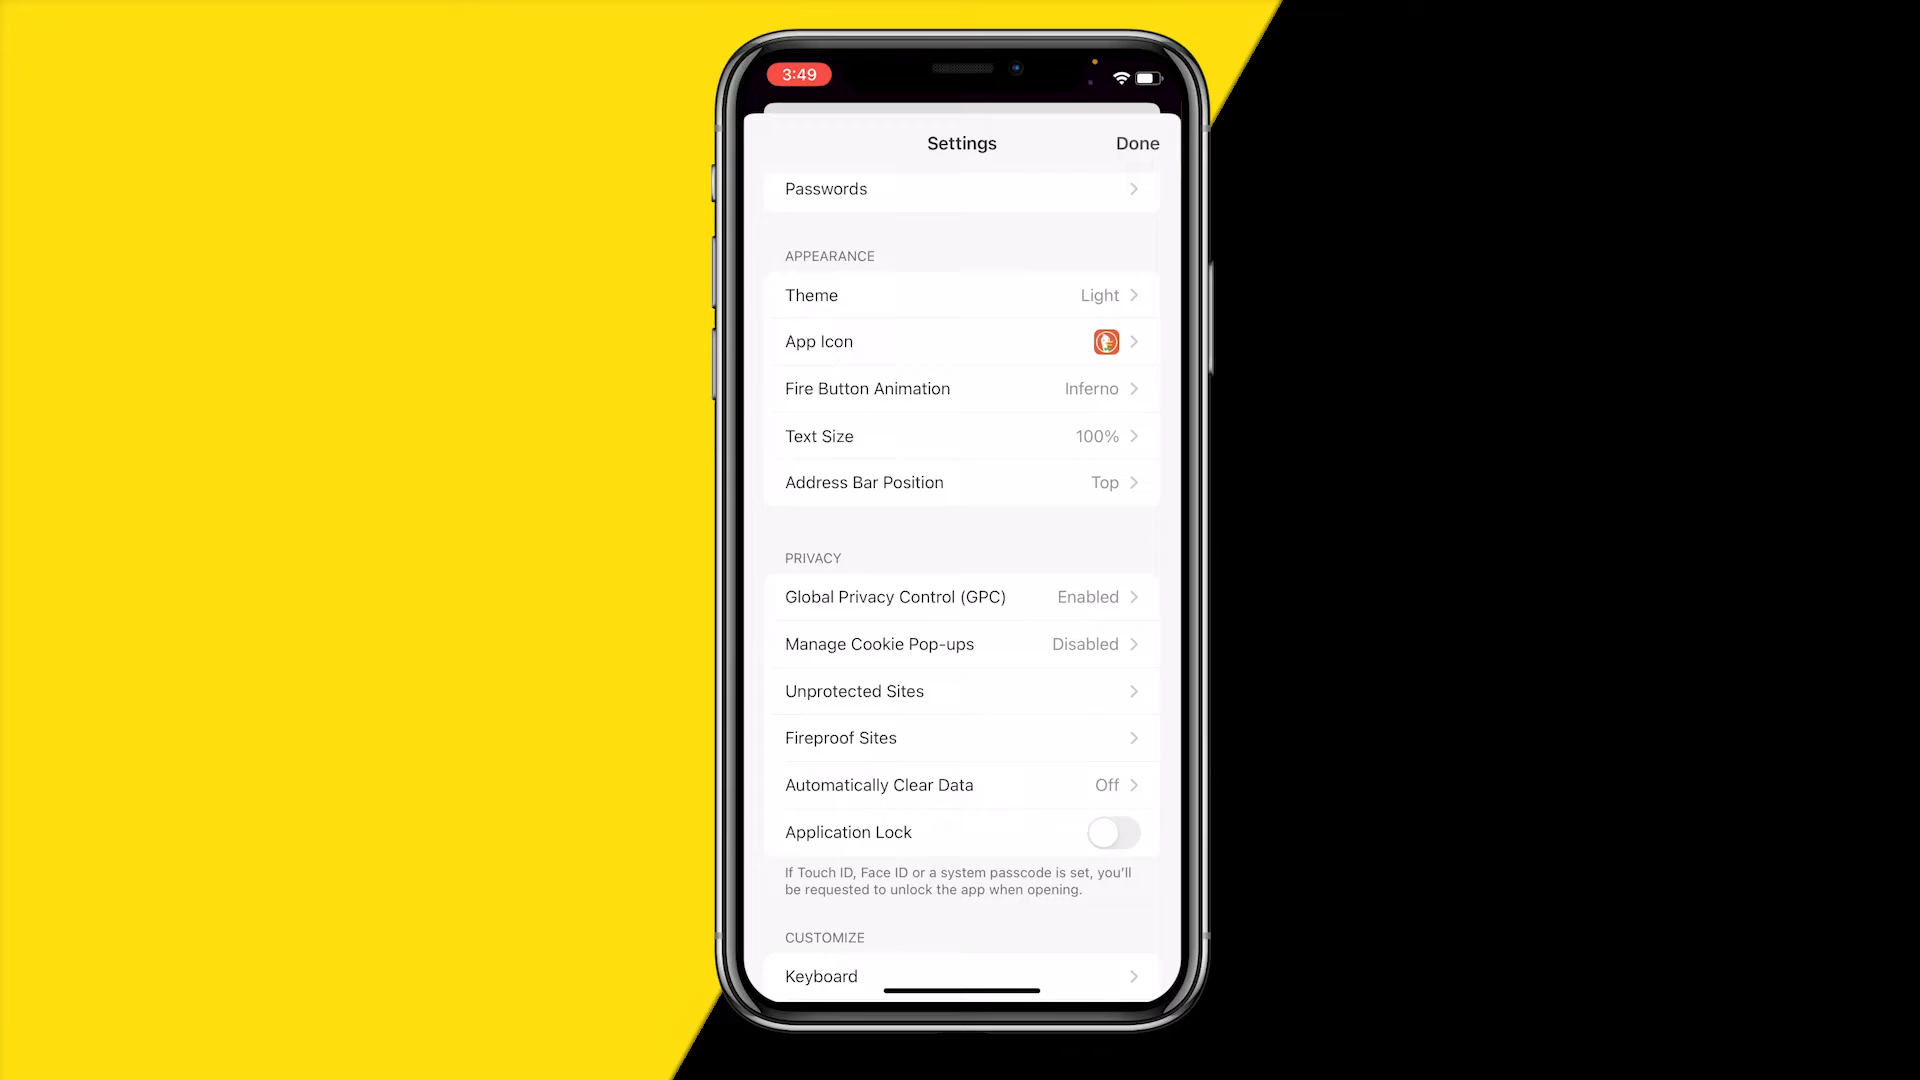 3:49
Settings
Done
Passwords
APPEARANCE
Theme
Light
App Icon
Fire Button Animation
Inferno
Text Size
100%
Address Bar Position
Top
PRIVACY
Global Privacy Control (GPC)
Enabled
Manage Cookie Pop-ups
Disabled
Unprotected Sites
Fireproof Sites
Automatically Clear Data
Off
Application Lock
If Touch ID, Face ID or a system passcode is set, you'll
be requested to unlock the app when opening.
CUSTOMIZE
Keyboard